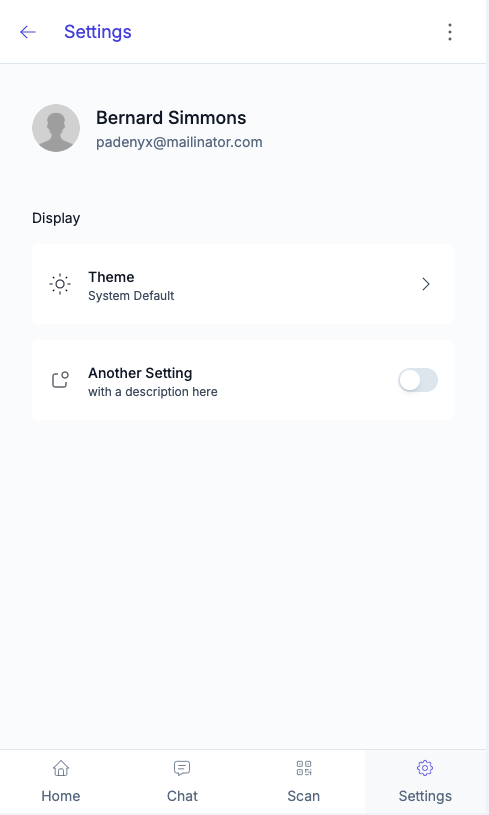 Settings
Bernard Simmons
padenyx@mailinator.com
Display
Theme
System Default
Another Setting
with a description here
Home
Chat
Scan
Settings